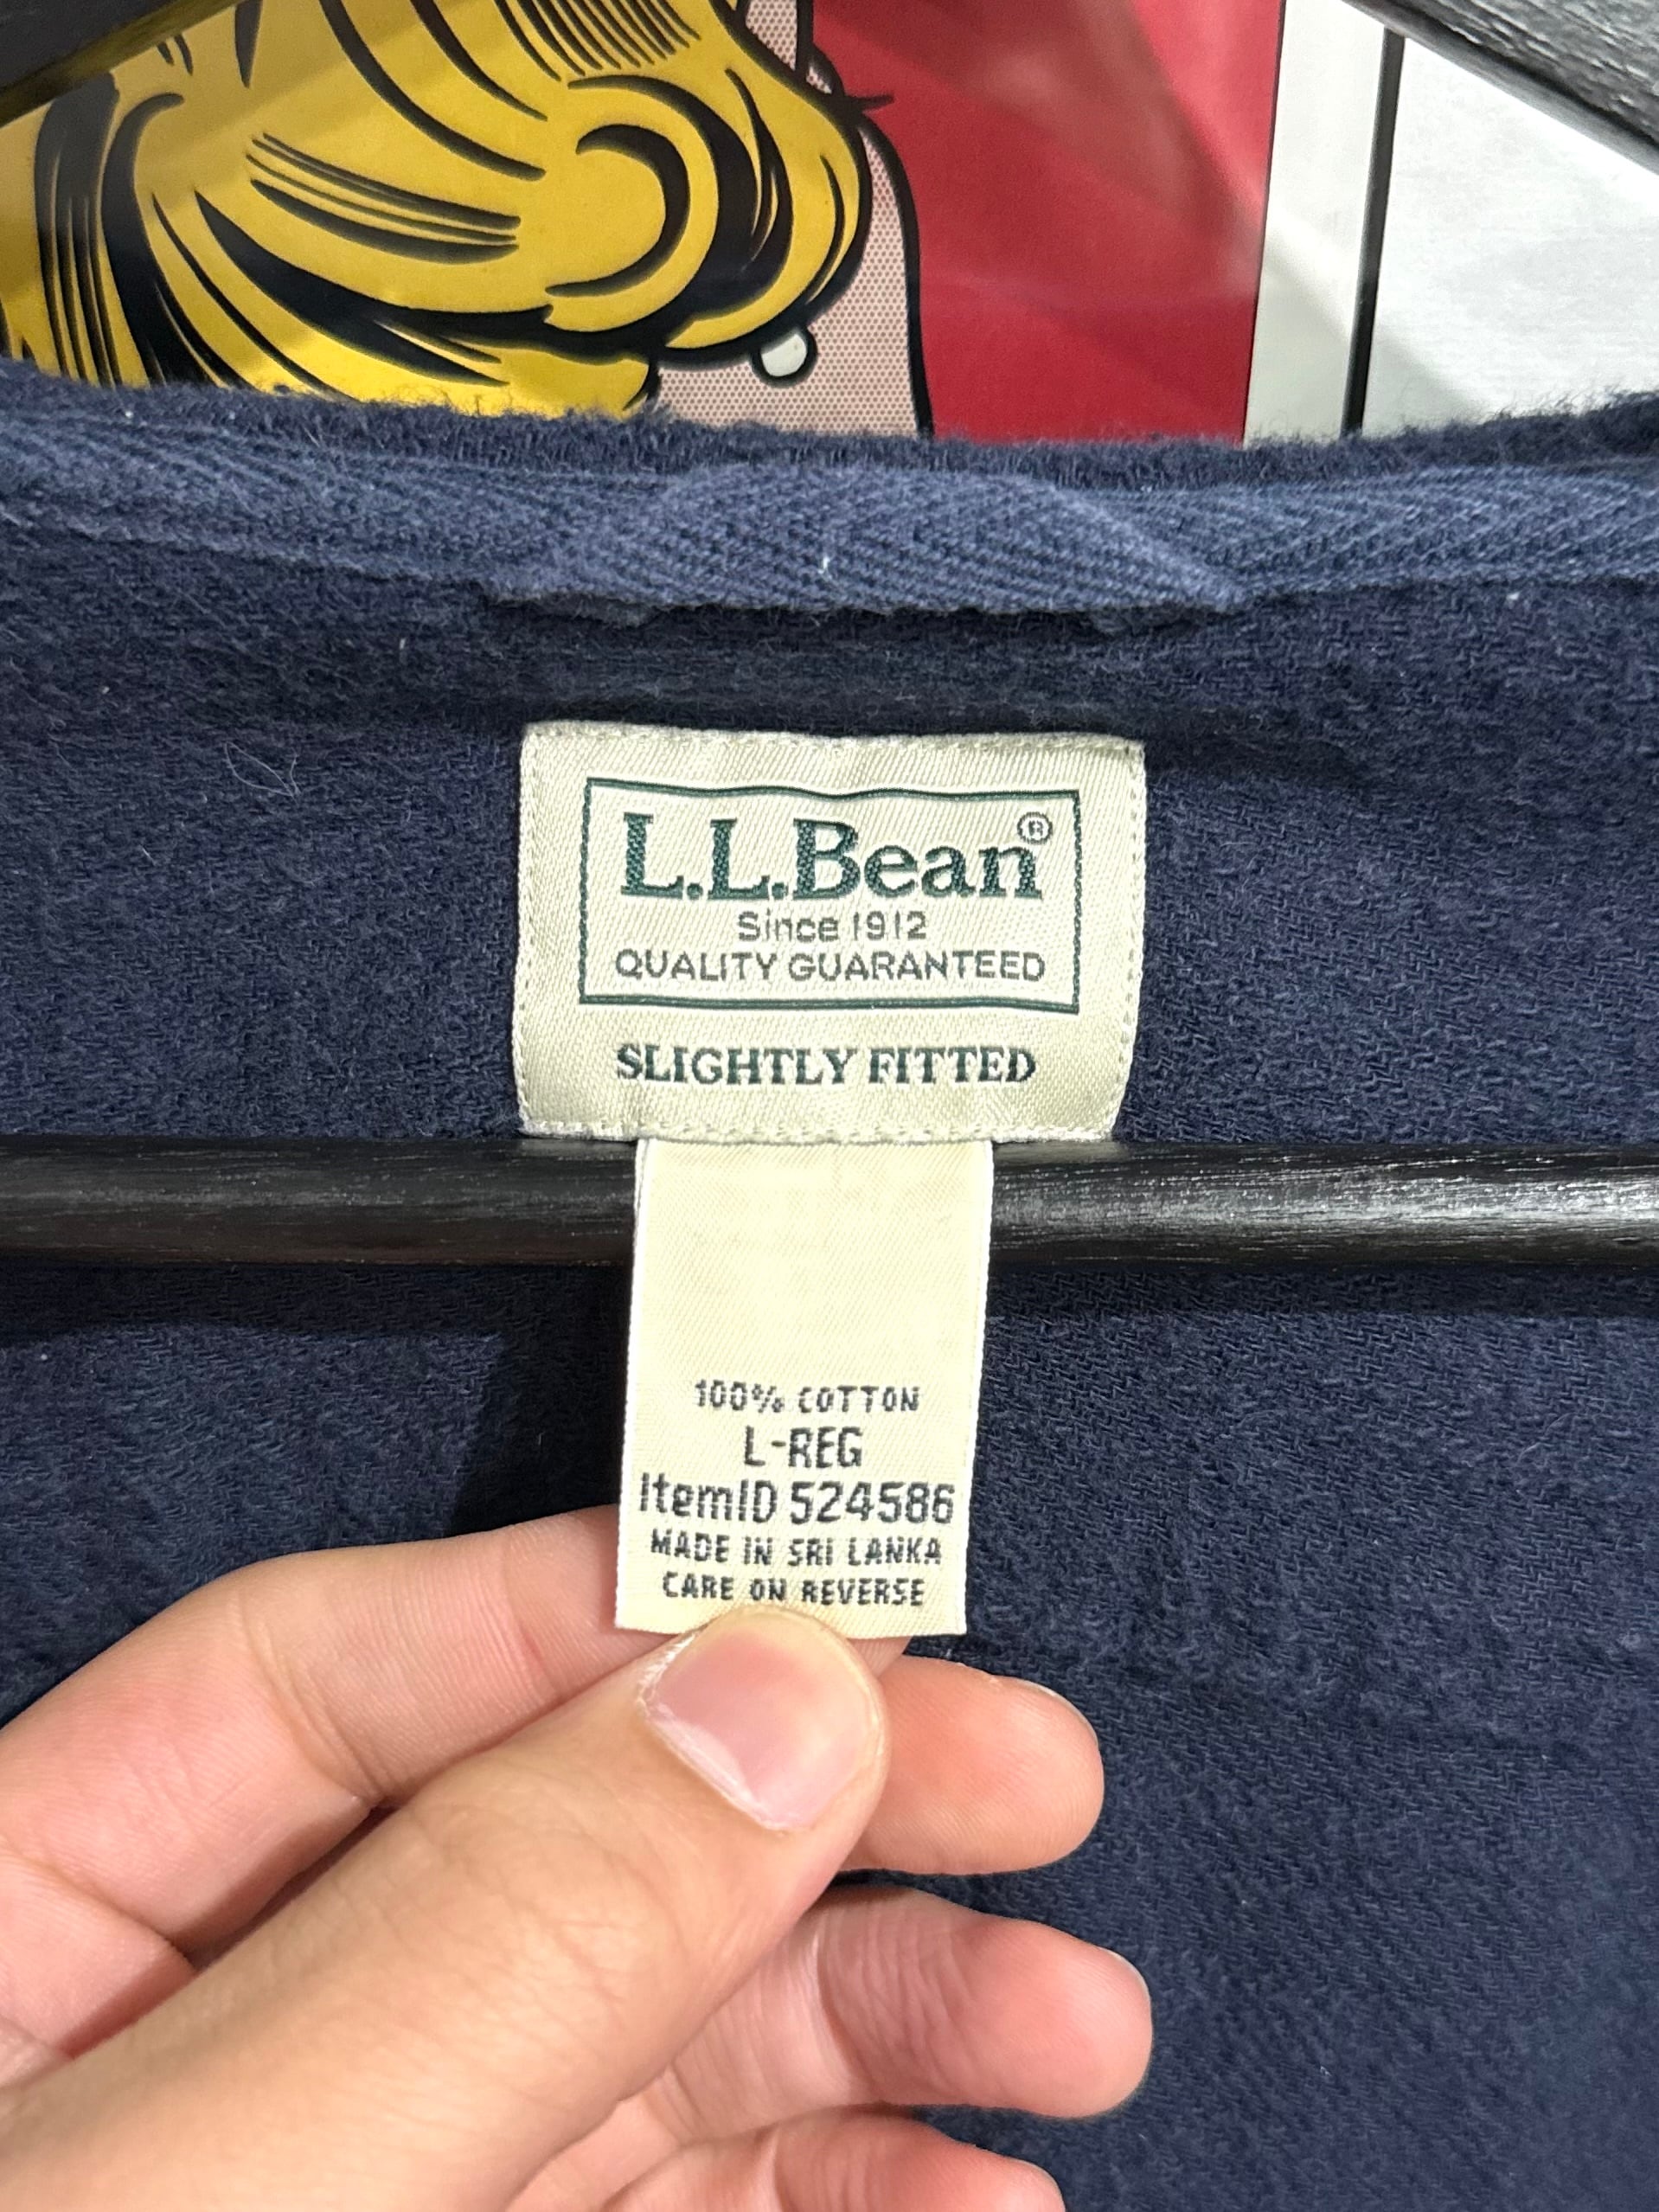 L.L.Bean®
Since 1912
QUALITY GUARANTEED
SLIGHTLY FITTED
100% COTTON
L-REG
ItemID 524586
MADE IN SRI LANKA
CARE ON REVERSE